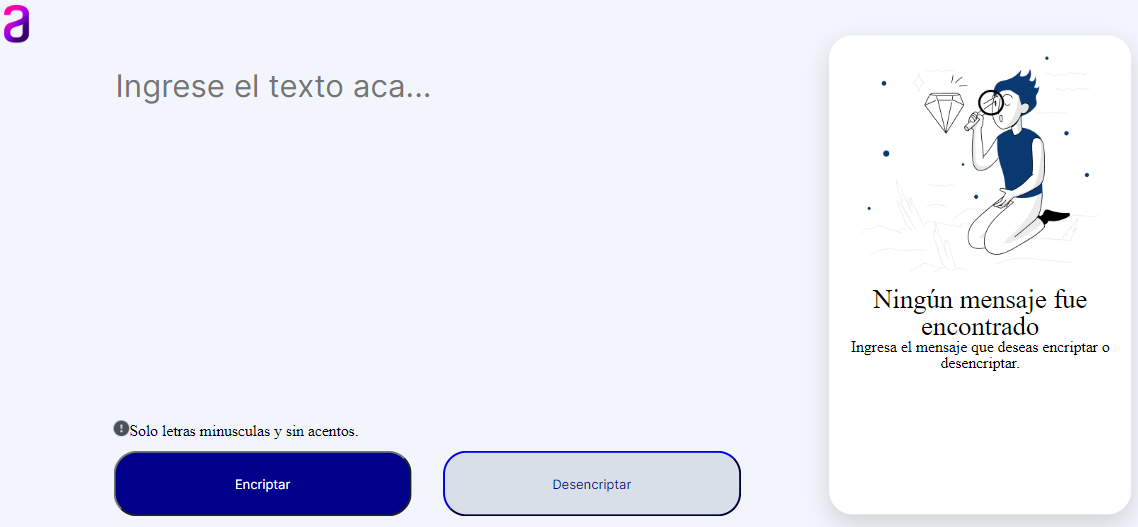 a
Ingrese el texto aca...
Ningún mensaje fue
encontrado
Ingresa el mensaje que deseas encriptar o
desencriptar.
Solo letras minusculas y sin acentos.
Encriptar
Desencriptar